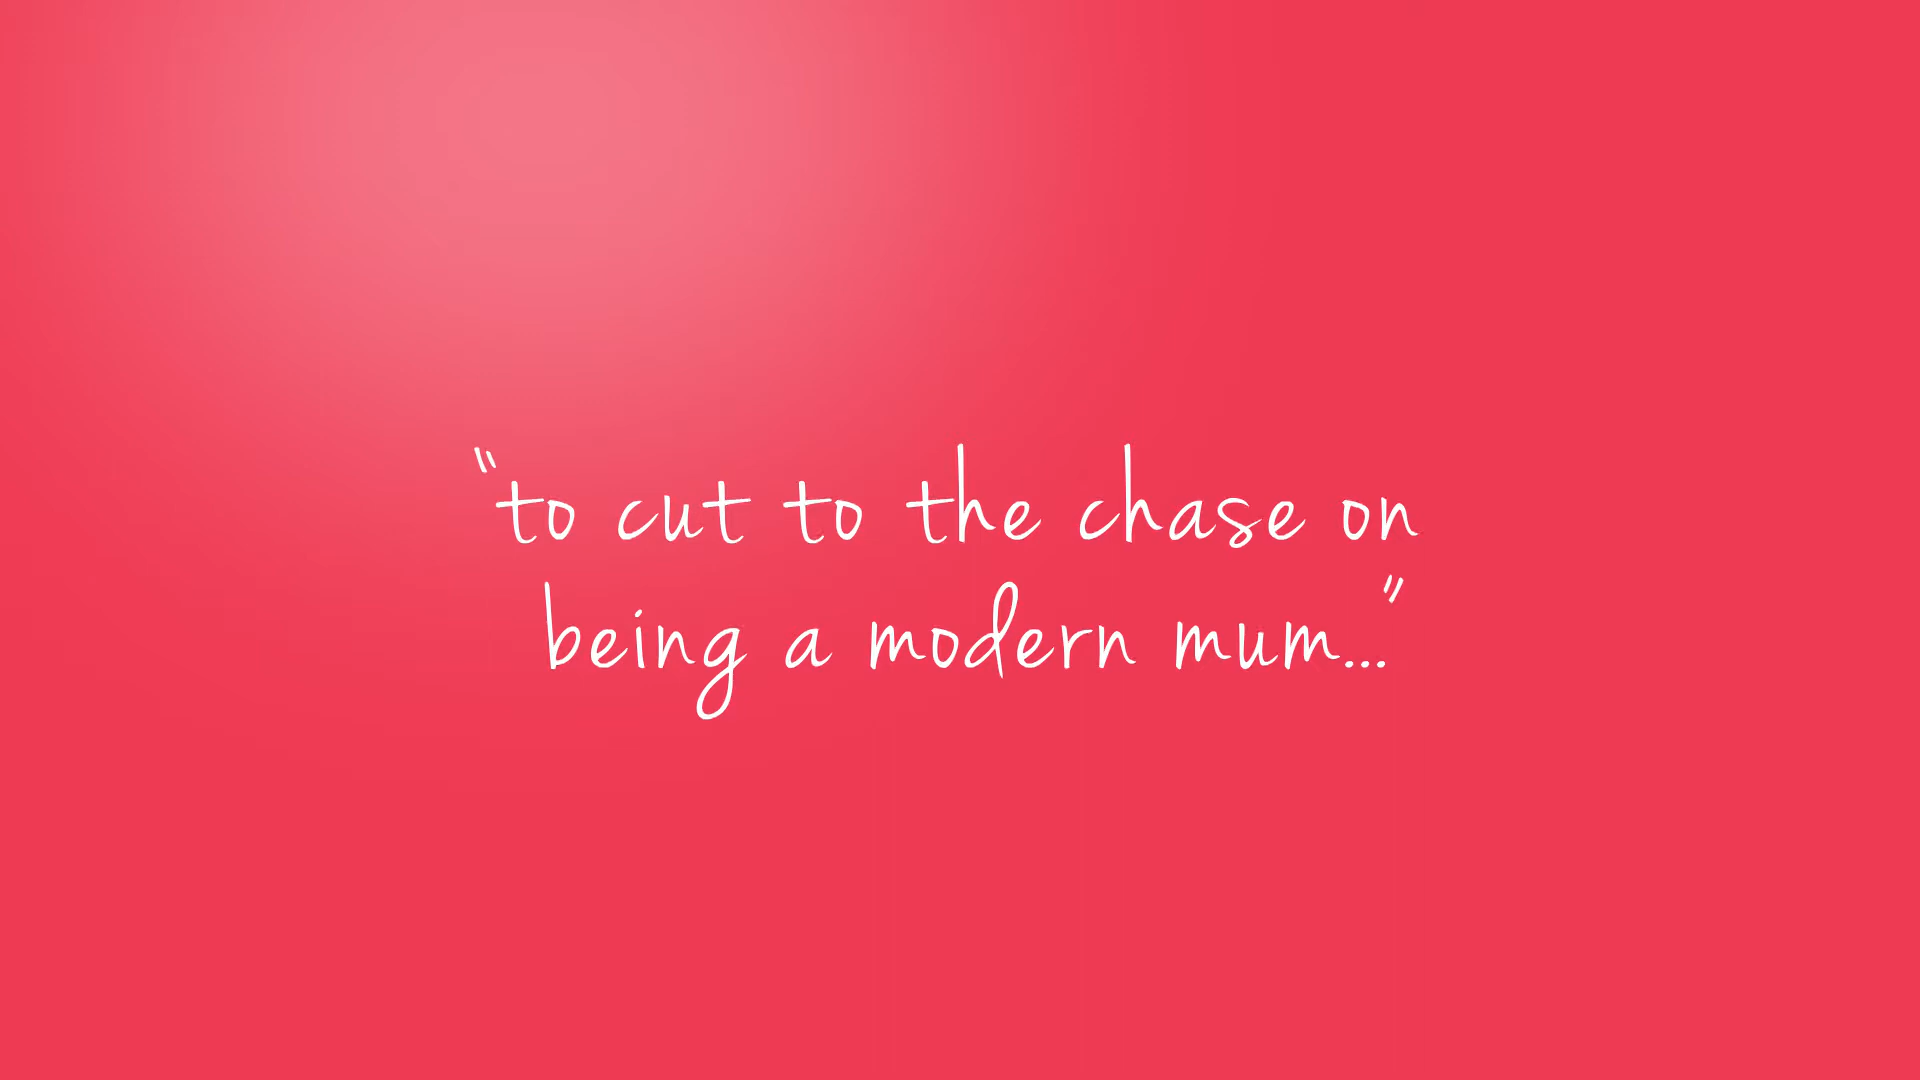 “to cut to the chase on
being a modern mum...”